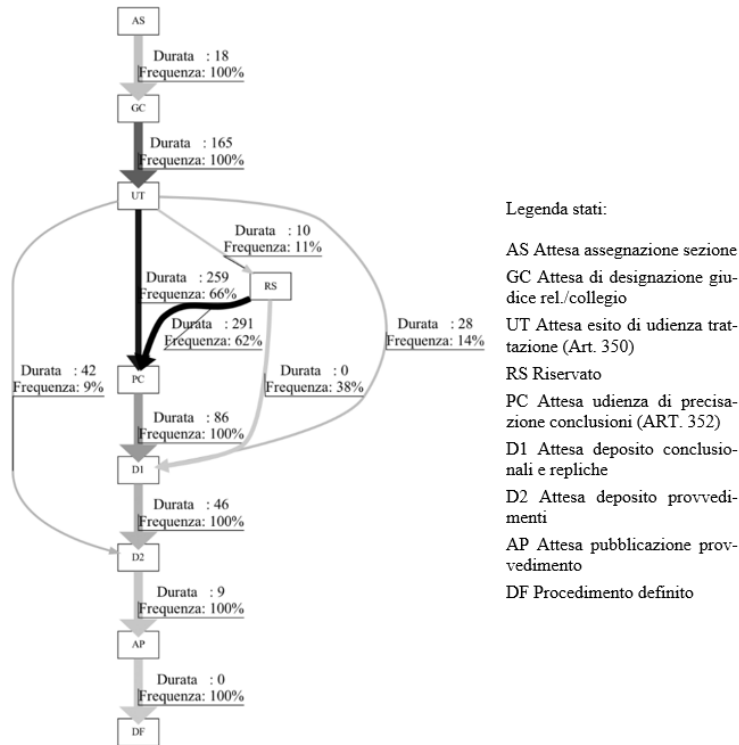 AS
Durata : 18
Frequenza: 100%
GC
Durata : 165
Frequenza: 100%
UT
Durata : 10
Frequenza: 11%
Durata : 259
Frequenza: 66%
RS
Durata : 291
Frequenza: 62%
Durata : 28
Frequenza: 14%
Durata : 42
Frequenza: 9%
Durata : 0
Frequenza: 38%
PC
Durata : 86
Frequenza: 100%
D1
Durata : 46
Frequenza: 100%
D2
Durata : 9
Frequenza: 100%
AP
Durata : 0
Frequenza: 100%
DF
Legenda stati:
AS Attesa assegnazione sezione
GC Attesa di designazione giu-
dice rel./collegio
UT Attesa esito di udienza trat-
tazione (Art. 350)
RS Riservato
PC Attesa udienza di precisa-
zione conclusioni (ART. 352)
D1 Attesa deposito conclusio-
nali e repliche
D2 Attesa deposito provvedi-
menti
AP Attesa pubblicazione prov-
vedimento
DF Procedimento definito